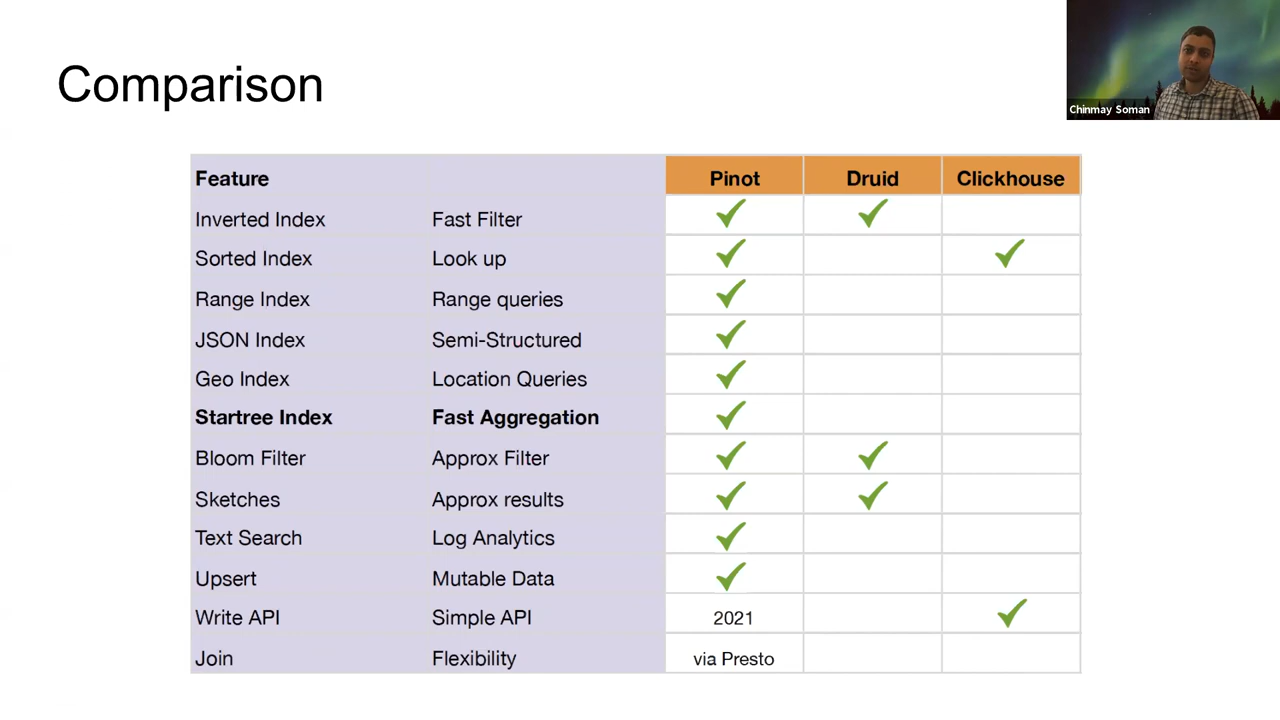 Comparison
Chinmay Soman
Feature Pinot Druid Clickhouse
Inverted Index Fast Filter
Sorted Index Look up
Range Index Range queries
JSON Index Semi-Structured
Geo Index Location Queries
Startree Index Fast Aggregation
Bloom Filter Approx Filter
Sketches Approx results
Text Search Log Analytics
Upsert Mutable Data
Write API Simple API 2021
Join Flexibility via Presto